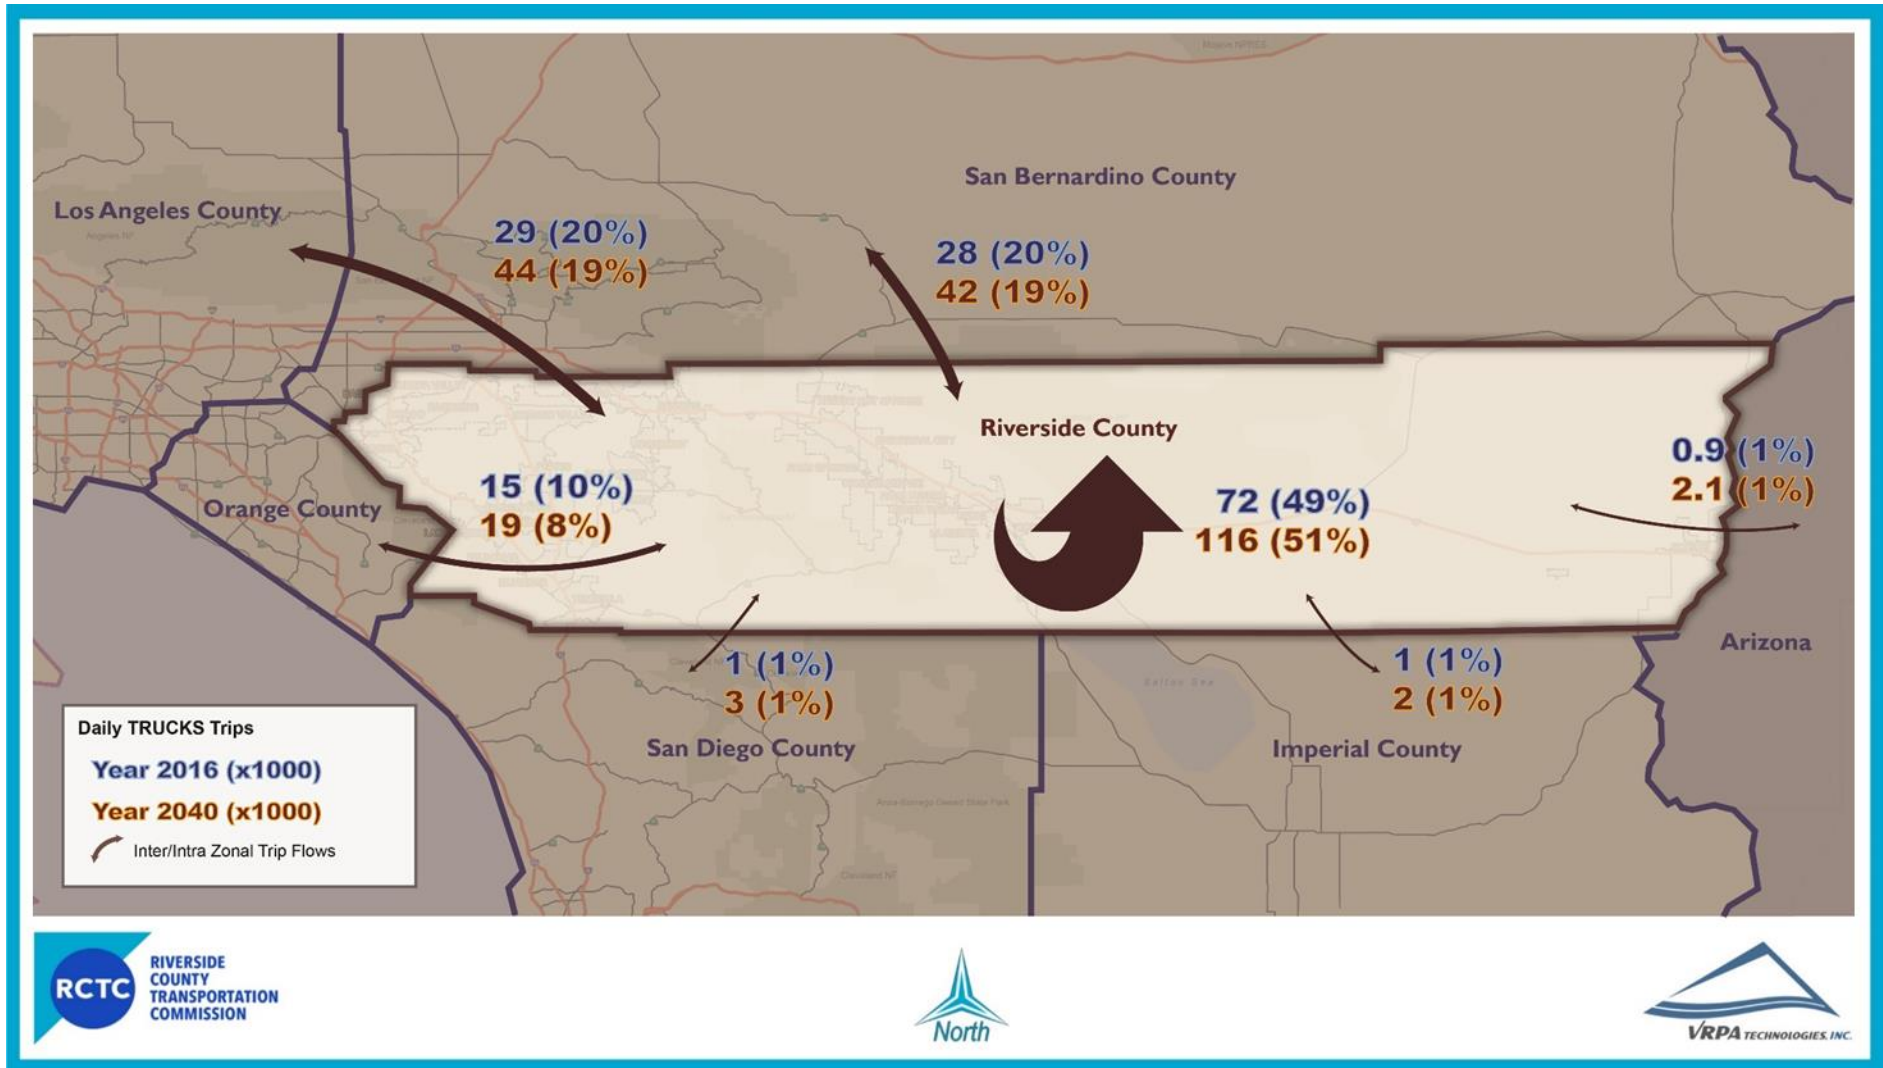 San Bernardino County
Los Angeles County
29 (20%)
44 (19%)
28 (20%)
42 (19%)
Riverside County
0.9 (1%)
2.1 (1%)
15 (10%)
19 (8%)
Orange County
72 (49%)
116 (51%)
1 (1%)
3 (1%)
1 (1%)
2 (1%)
Arizona
Salton Sea
San Diego County
Imperial County
Daily TRUCKS Trips
Year 2016 (x1000)
Year 2040 (x1000)
Inter/Intra Zonal Trip Flows
RCTC
RIVERSIDE
COUNTY
TRANSPORTATION
COMMISSION
North
VRPA TECHNOLOGIES, INC.